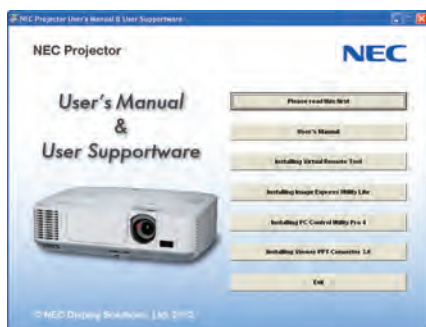 NEC Projector User's Manual & User Supportware
NEC Projector
NEC
User's Manual
&
User Supportware
Please read this first
User's Manual
Installing Virtual Remote Tool
Installing Image Express Utility Lite
Installing PC Control Utility Pro 4
Installing Viewer PPT Converter 3.0
Exit
© NEC Display Solutions, Ltd. 2012